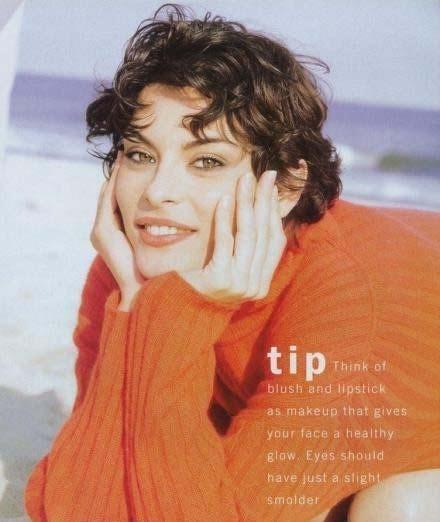 tip Think of
blush and lipstick
as makeup that gives
your face a healthy
glow. Eyes should
have just a slight
smolder